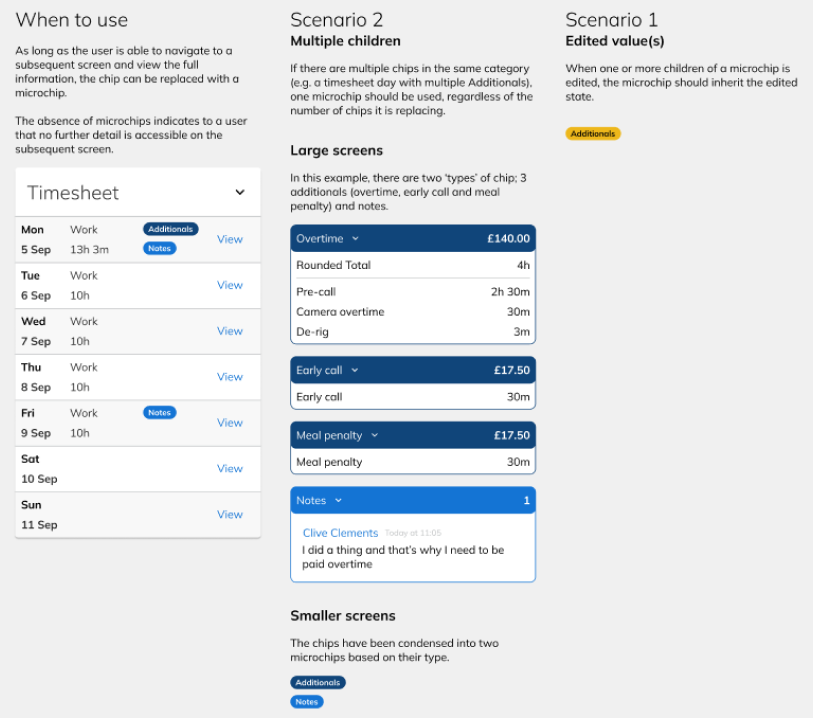 When to use
As long as the user is able to navigate to a
subsequent screen and view the full
information, the chip can be replaced with a
microchip.
The absence of microchips indicates to a user
that no further detail is accessible on the
subsequent screen.
Timesheet
Mon Work Additionals View
5 Sep 13h 3m Notes
Tue Work View
6 Sep 10h
Wed Work View
7 Sep 10h
Thu Work View
8 Sep 10h
Fri Work Notes View
9 Sep 10h
Sat View
10 Sep
Sun View
11 Sep
Scenario 2
Multiple children
If there are multiple chips in the same category
(e.g. a timesheet day with multiple Additionals),
one microchip should be used, regardless of the
number of chips it is replacing.
Large screens
In this example, there are two ‘types’ of chip; 3
additionals (overtime, early call and meal
penalty) and notes.
Overtime £140.00
Rounded Total 4h
Pre-call 2h 30m
Camera overtime 30m
De-rig 3m
Early call £17.50
Early call 30m
Meal penalty £17.50
Meal penalty 30m
Notes 1
Clive Clements Today at 11:05
I did a thing and that’s why I need to be
paid overtime
Smaller screens
The chips have been condensed into two
microchips based on their type.
Additionals
Notes
Scenario 1
Edited value(s)
When one or more children of a microchip is
edited, the microchip should inherit the edited
state.
Additionals